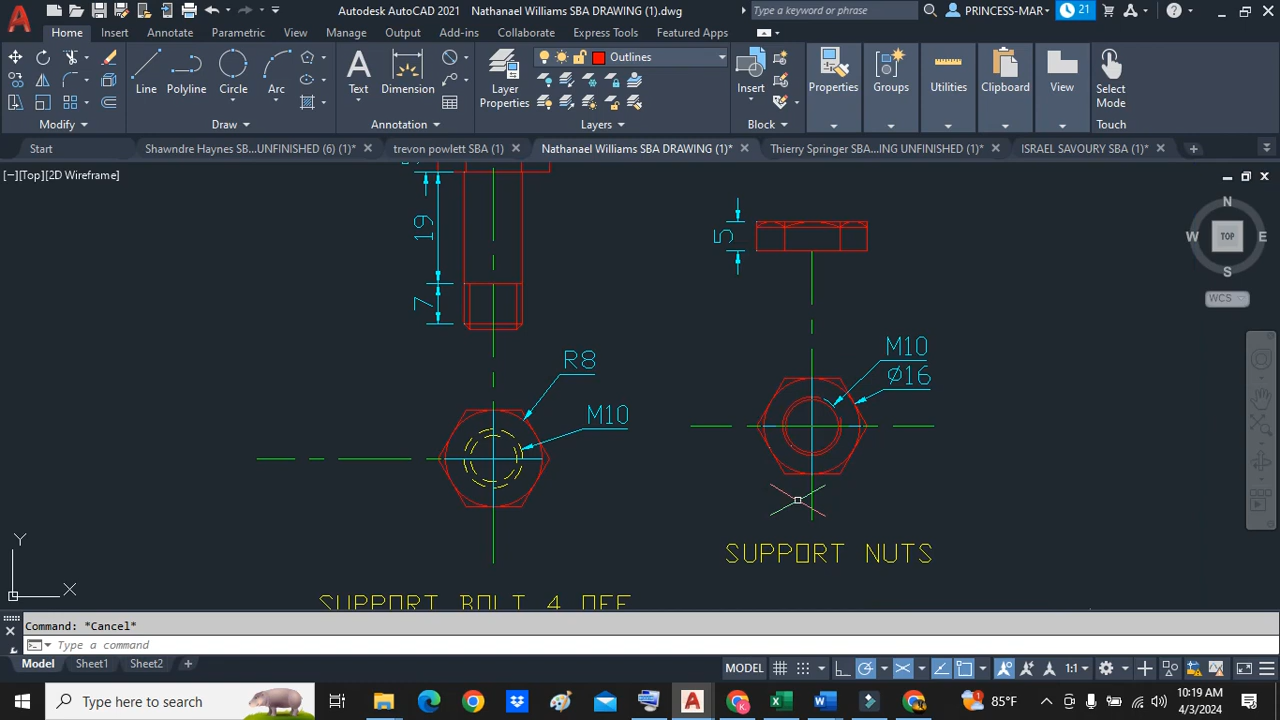 Autodesk AutoCAD 2021 Nathanael Williams SBA DRAWING (1).dwg
Type a keyword or phrase
PRINCESS-MAR
21
Home Insert Annotate Parametric View Manage Output Add-ins Collaborate Express Tools Featured Apps
Outlines
Line Polyline Circle Arc Text Dimension Layer Properties Insert Properties Groups Utilities Clipboard View Select Mode
Modify Draw Annotation Layers Block Touch
Start Shawndre Haynes SB...UNFINISHED (6) (1)* trevon powlett SBA (1) Nathanael Williams SBA DRAWING (1)* Thierry Springer SBA...ING UNFINISHED (1)* ISRAEL SAVOURY SBA (1)*
[−][Top][2D Wireframe]
N
W TOP E
S
WCS
19
5
7
R8
M10
M10
Ø16
SUPPORT NUTS
SUPPORT BOLT 4 OFF
Y
X
Command: *Cancel*
Type a command
Model Sheet1 Sheet2
MODEL 1:1
Type here to search
85°F
10:19 AM
4/3/2024